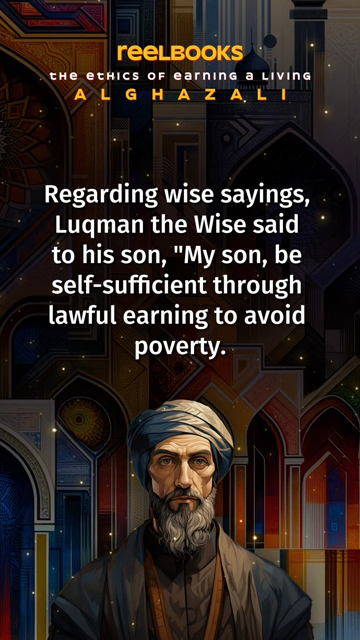 reelBOOKS
the ethics of earning a living
ALGHAZALI
Regarding wise sayings,
Luqman the Wise said
to his son, "My son, be
self-sufficient through
lawful earning to avoid
poverty.